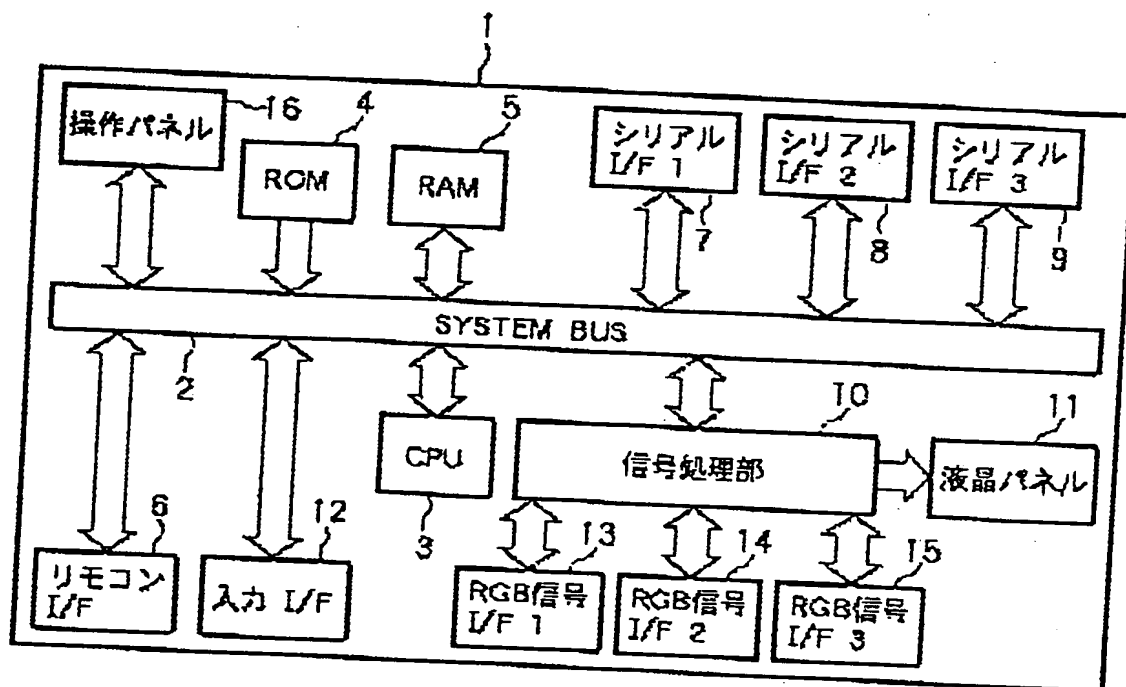 1
操作パネル
16
ROM
4
RAM
5
シリアル
I/F 1
7
シリアル
I/F 2
8
シリアル
I/F 3
9
SYSTEM BUS
2
CPU
3
信号処理部
10
液晶パネル
11
リモコン
I/F
6
入力 I/F
12
RGB信号
I/F 1
13
RGB信号
I/F 2
14
RGB信号
I/F 3
15